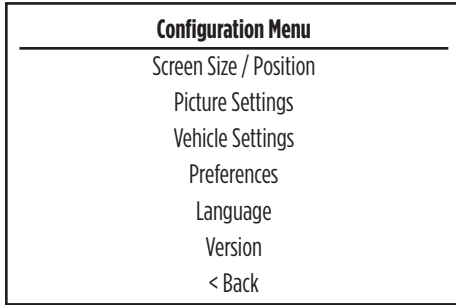 Configuration Menu
Screen Size / Position
Picture Settings
Vehicle Settings
Preferences
Language
Version
< Back